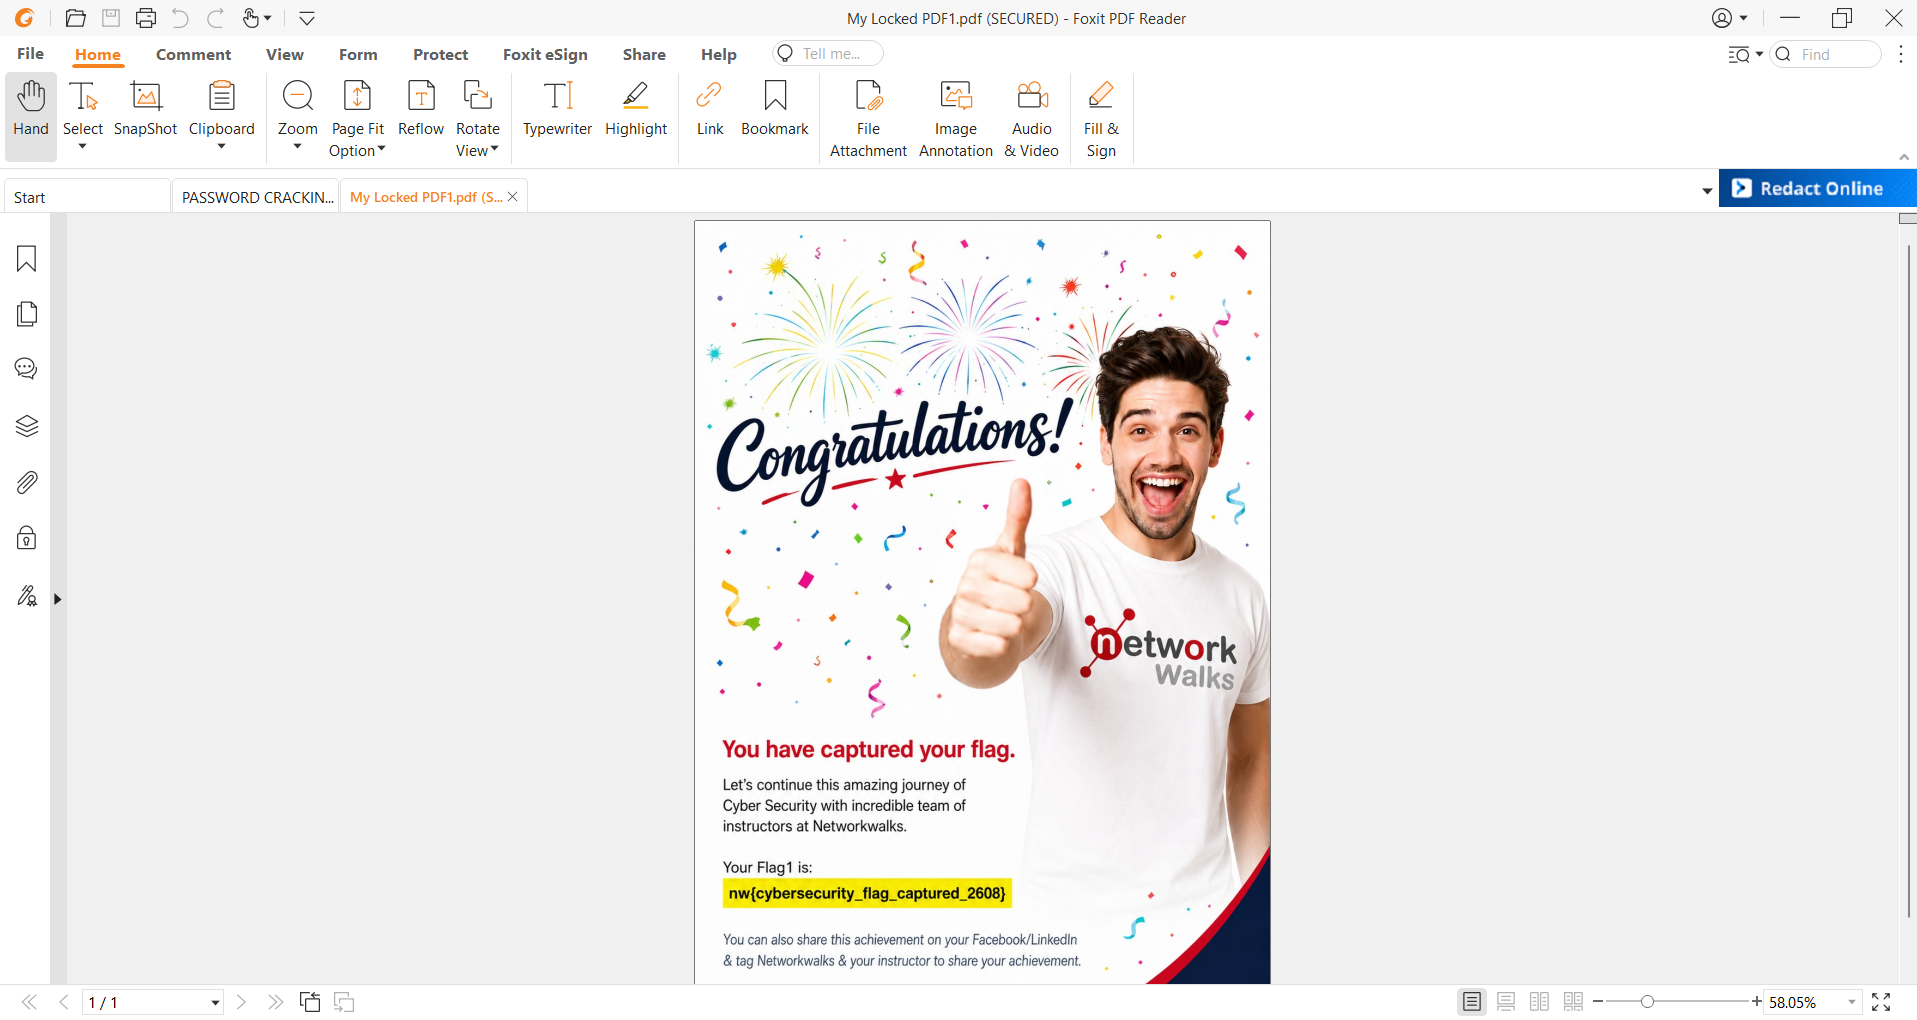 My Locked PDF1.pdf (SECURED) - Foxit PDF Reader
File Home Comment View Form Protect Foxit eSign Share Help Tell me... Find
Hand Select SnapShot Clipboard Zoom Page Fit Option Reflow Rotate View Typewriter Highlight Link Bookmark File Attachment Image Annotation Audio & Video Fill & Sign
Start PASSWORD CRACKIN... My Locked PDF1.pdf (S... Redact Online
Congratulations!
network
Walks
You have captured your flag.
Let's continue this amazing journey of
Cyber Security with incredible team of
instructors at Networkwalks.
Your Flag1 is:
nw{cybersecurity_flag_captured_2608}
You can also share this achievement on your Facebook/LinkedIn
& tag Networkwalks & your instructor to share your achievement.
1 / 1 58.05%